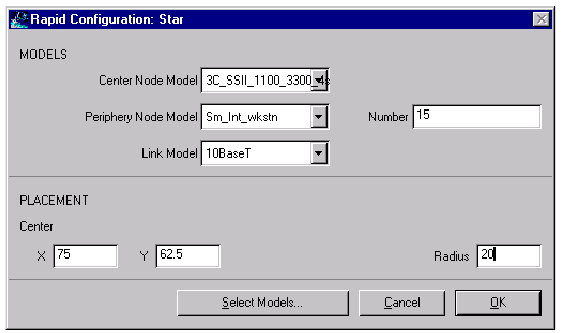 Rapid Configuration: Star
MODELS
Center Node Model 3C_SSII_1100_3300_4s
Periphery Node Model Sm_Int_wkstn Number 15
Link Model 10BaseT
PLACEMENT
Center
X 75 Y 62.5 Radius 20
Select Models... Cancel OK